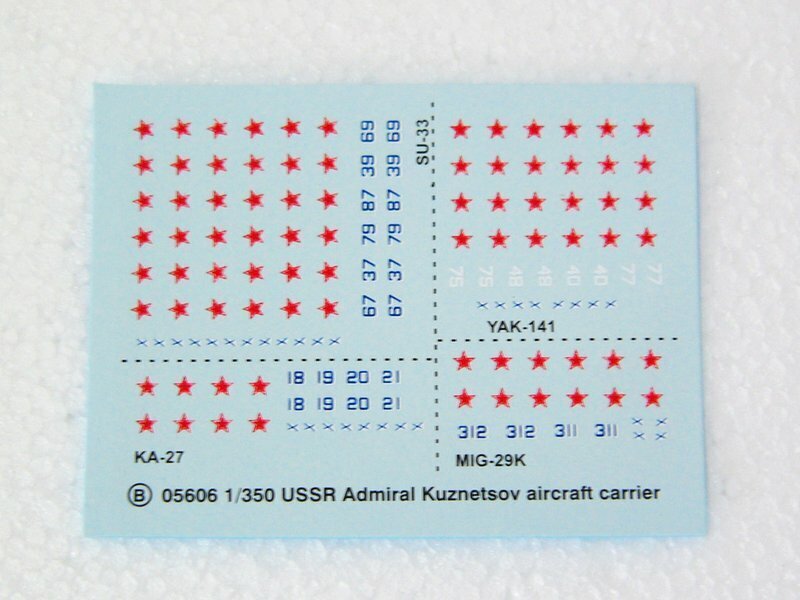 69 69
39 39
87 87
79 79
37 37
67 67
SU-33
75 75 48 48 40 40 77 77
YAK-141
18 19 20 21
18 19 20 21
KA-27
312 312 311 311
MIG-29K
B 05606 1/350 USSR Admiral Kuznetsov aircraft carrier